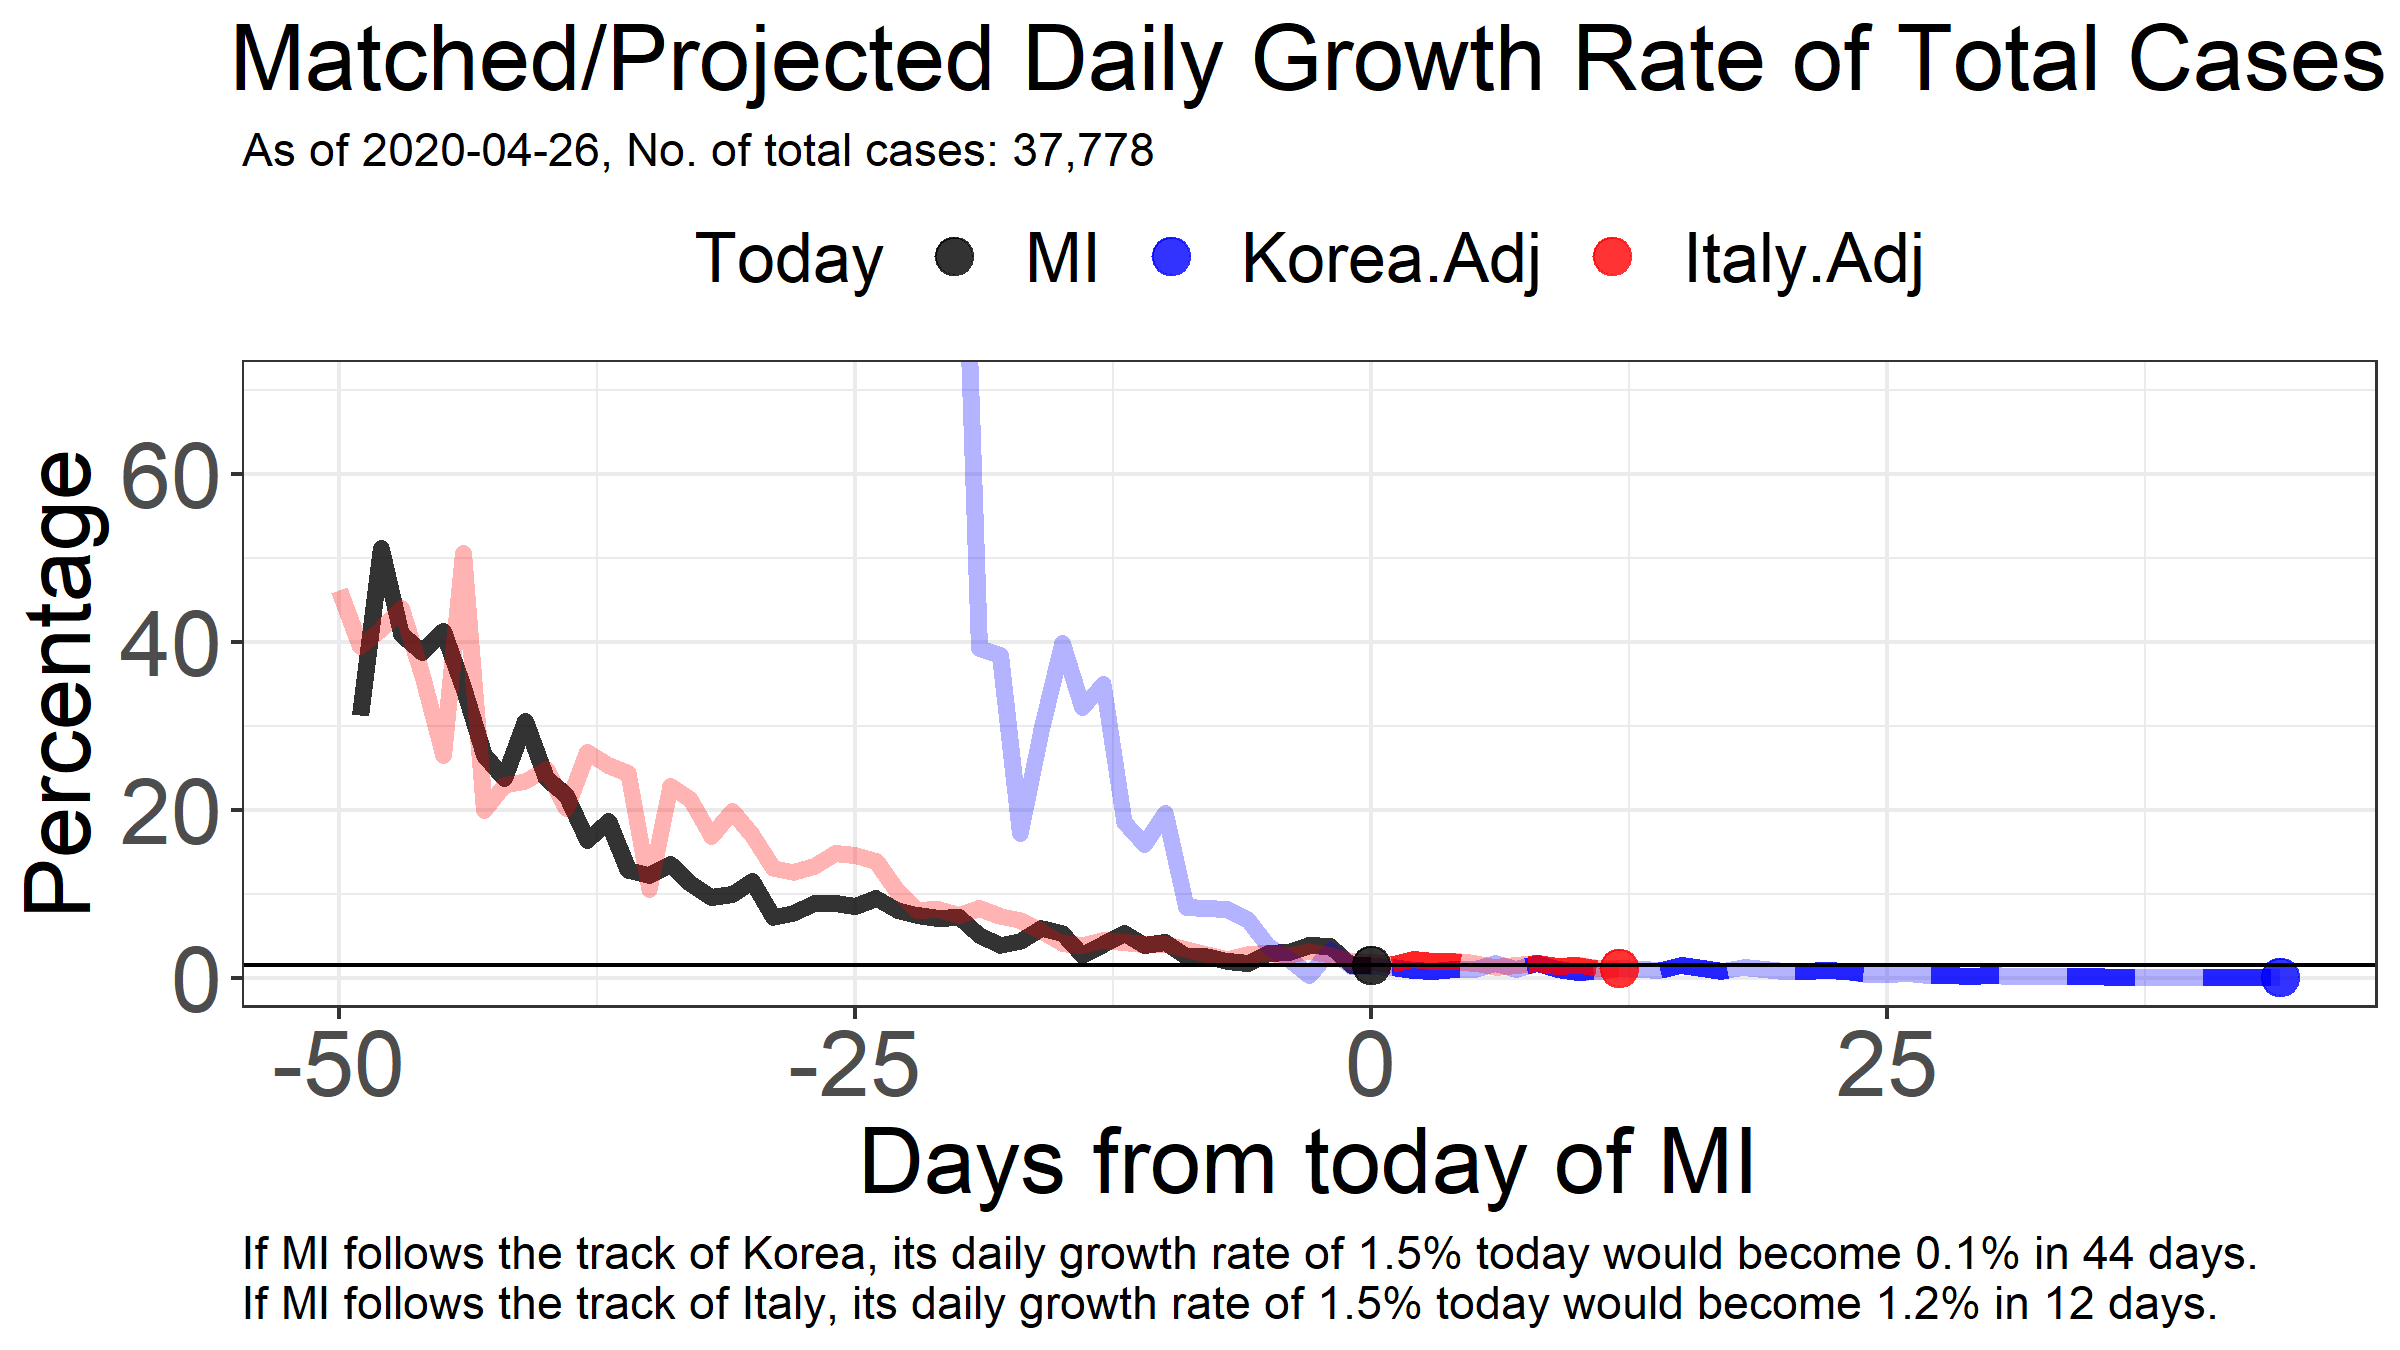 Matched/Projected Daily Growth Rate of Total Cases
As of 2020-04-26, No. of total cases: 37,778
Today MI Korea.Adj Italy.Adj
Percentage
60
40
20
0
-50 -25 0 25
Days from today of MI
If MI follows the track of Korea, its daily growth rate of 1.5% today would become 0.1% in 44 days.
If MI follows the track of Italy, its daily growth rate of 1.5% today would become 1.2% in 12 days.